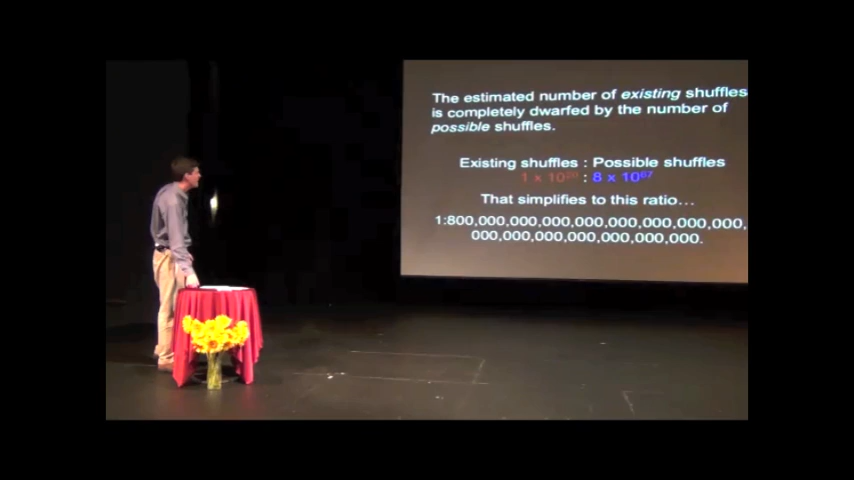 The estimated number of existing shuffles
is completely dwarfed by the number of
possible shuffles.
Existing shuffles : Possible shuffles
1 x 10²⁰ : 8 x 10⁶⁷
That simplifies to this ratio…
1:800,000,000,000,000,000,000,000,000,
000,000,000,000,000,000,000.